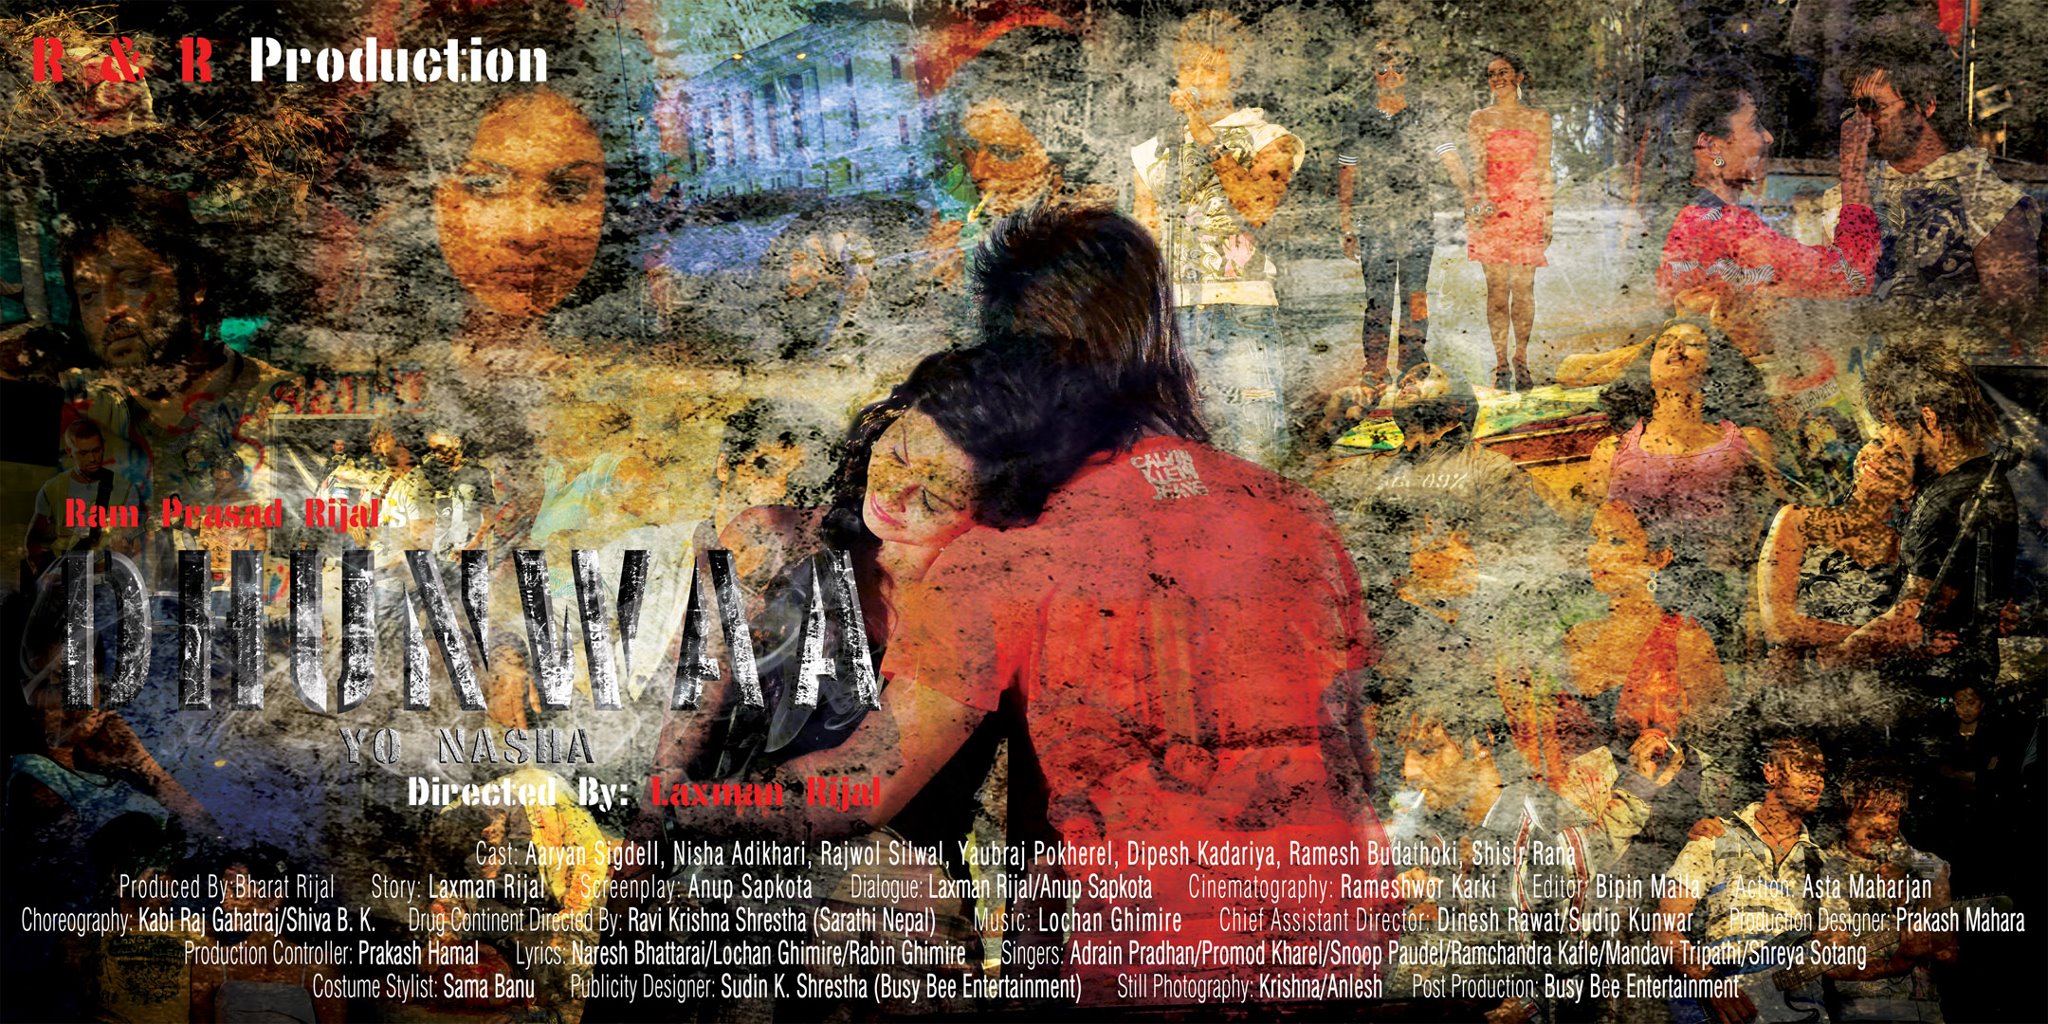 R & R Production
CALVIN
KLEIN
JEANS
Ram Prasad Rijal's
DHUNWAA
YO NASHA
Directed By: Laxman Rijal
Cast: Aaryan Sigdell, Nisha Adikhari, Rajwol Silwal, Yaubraj Pokherel, Dipesh Kadariya, Ramesh Budathoki, Shisir Rana
Produced By:Bharat Rijal Story: Laxman Rijal Screenplay: Anup Sapkota Dialogue: Laxman Rijal/Anup Sapkota Cinematography: Rameshwor Karki Editor: Bipin Malla Action: Asta Maharjan
Choreography: Kabi Raj Gahatraj/Shiva B. K. Drug Continent Directed By: Ravi Krishna Shrestha (Sarathi Nepal) Music: Lochan Ghimire Chief Assistant Director: Dinesh Rawat/Sudip Kunwar Production Designer: Prakash Mahara
Production Controller: Prakash Hamal Lyrics: Naresh Bhattarai/Lochan Ghimire/Rabin Ghimire Singers: Adrain Pradhan/Promod Kharel/Snoop Paudel/Ramchandra Kafle/Mandavi Tripathi/Shreya Sotang
Costume Stylist: Sama Banu Publicity Designer: Sudin K. Shrestha (Busy Bee Entertainment) Still Photography: Krishna/Anlesh Post Production: Busy Bee Entertainment